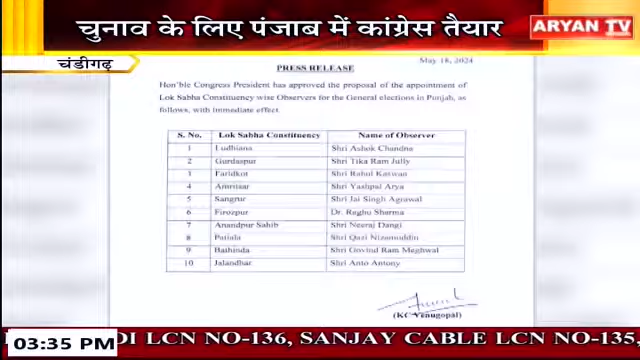 चुनाव के लिए पंजाब में कांग्रेस तैयार
ARYAN TV
चंडीगढ़
May 18, 2024
PRESS RELEASE
Hon'ble Congress President has approved the proposal of the appointment of
Lok Sabha Constituency wise Observers for the General elections in Punjab, as
follows, with immediate effect.
S. No. Lok Sabha Constituency Name of Observer
1 Ludhiana Shri Ashok Chandna
2 Gurdaspur Shri Tika Ram Jully
3 Faridkot Shri Rahul Kaswan
4 Amritsar Shri Yashpal Arya
5 Sangrur Shri Jai Singh Agrawal
6 Firozpur Dr. Raghu Sharma
7 Anandpur Sahib Shri Neeraj Dangi
8 Patiala Shri Qazi Nizamuddin
9 Bathinda Shri Govind Ram Meghwal
10 Jalandhar Shri Anto Antony
(KC Venugopal)
03:35 PM DI LCN NO-136, SANJAY CABLE LCN NO-135,